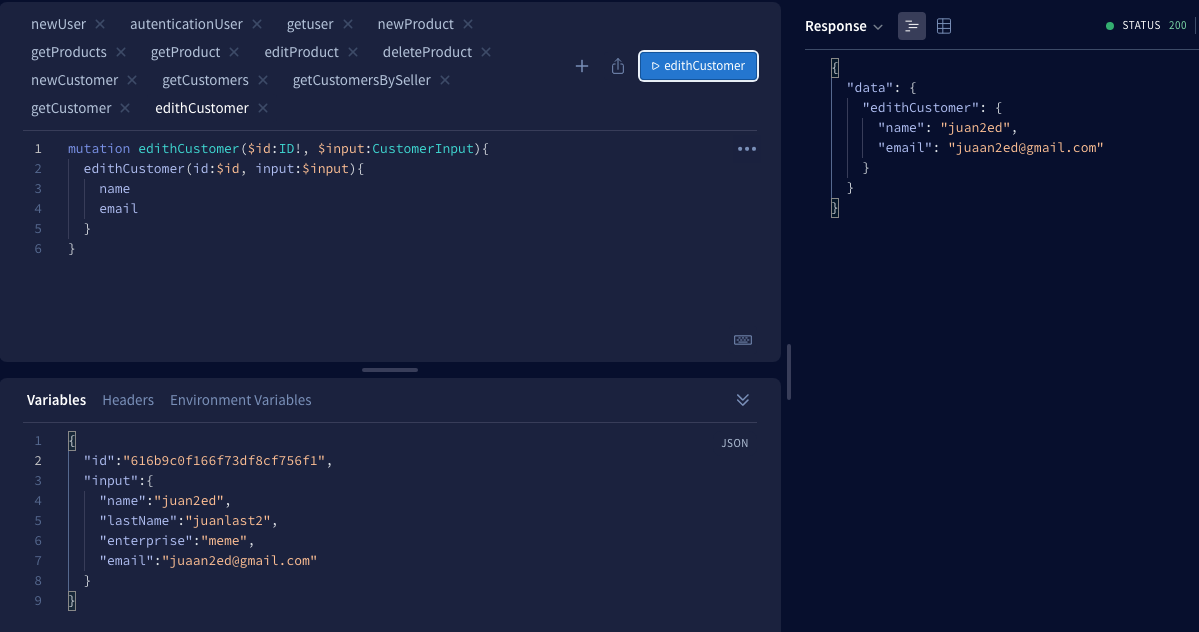 newUser autenticationUser getuser newProduct
getProducts getProduct editProduct deleteProduct
newCustomer getCustomers getCustomersBySeller
getCustomer edithCustomer
edithCustomer
1 mutation edithCustomer($id:ID!, $input:CustomerInput){
2 edithCustomer(id:$id, input:$input){
3 name
4 email
5 }
6 }
Variables Headers Environment Variables
JSON
1 {
2 "id":"616b9c0f166f73df8cf756f1",
3 "input":{
4 "name":"juan2ed",
5 "lastName":"juanlast2",
6 "enterprise":"meme",
7 "email":"juaan2ed@gmail.com"
8 }
9 }
Response STATUS 200
{
"data": {
"edithCustomer": {
"name": "juan2ed",
"email": "juaan2ed@gmail.com"
}
}
}